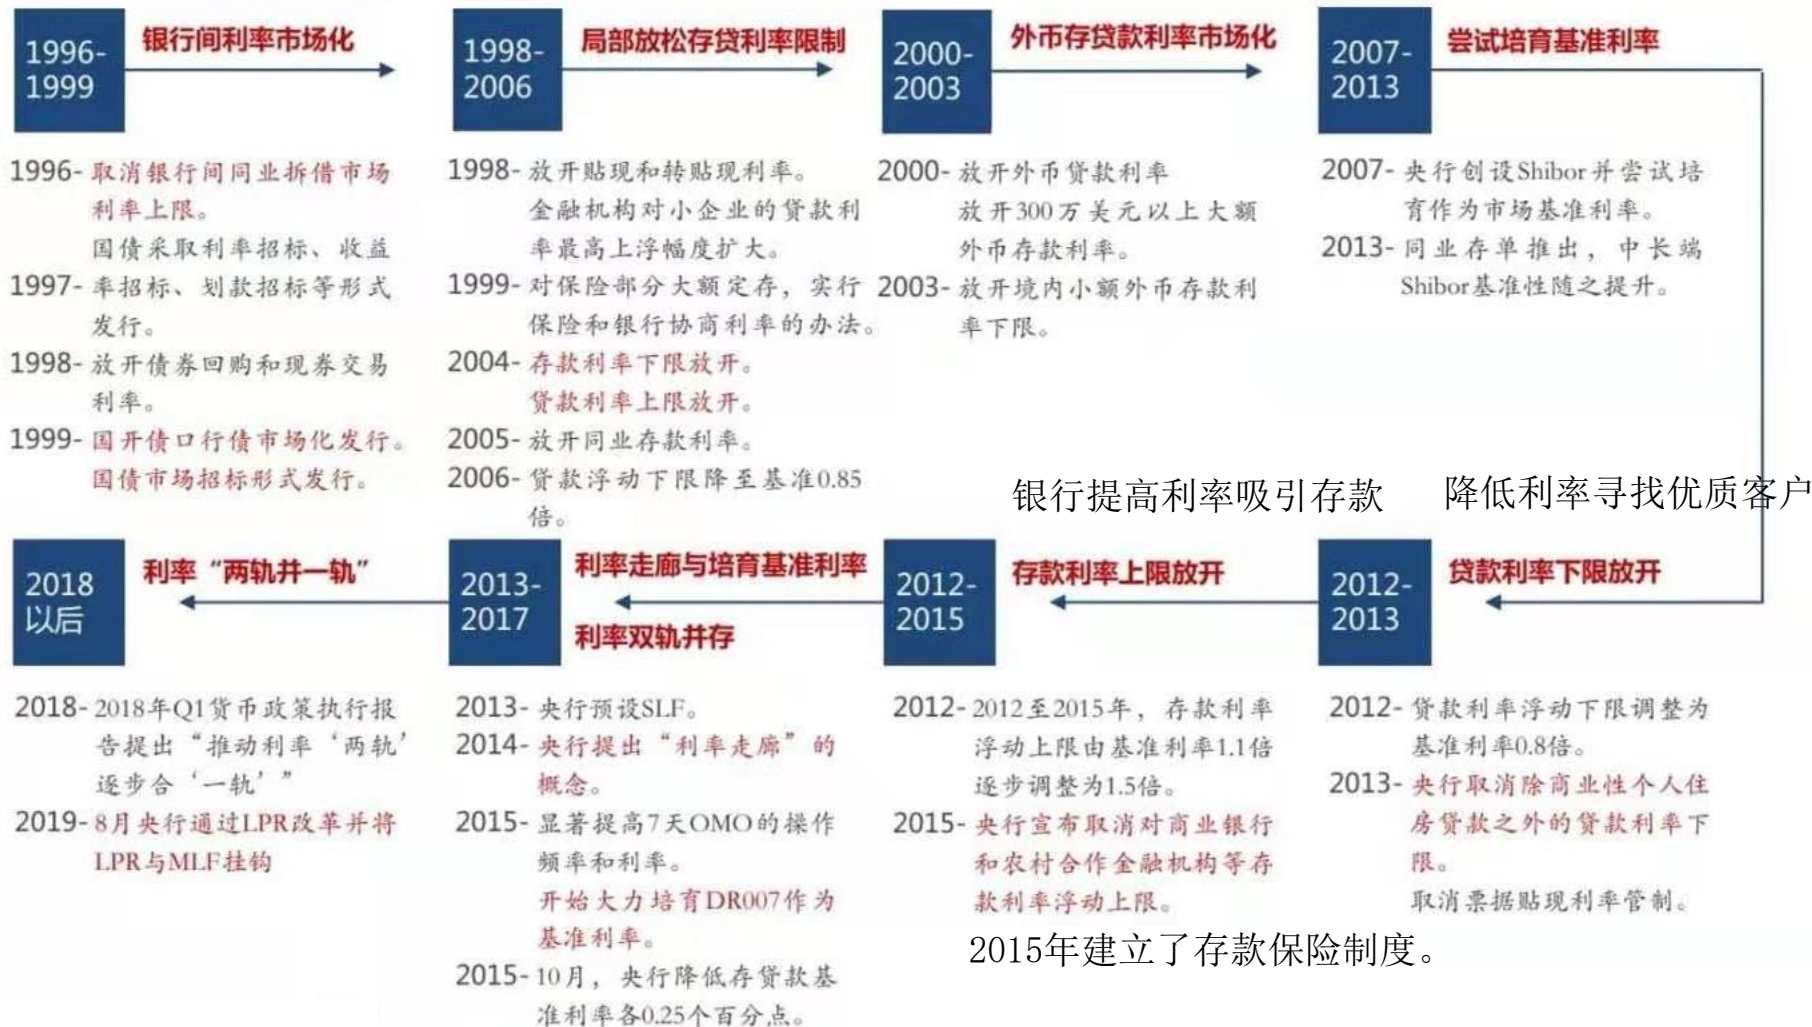 1996-
1999
银行间利率市场化
1996- 取消银行间同业拆借市场
利率上限。
国债采取利率招标、收益
1997- 率招标、划款招标等形式
发行。
1998- 放开债券回购和现券交易
利率。
1999- 国开债口行债市场化发行。
国债市场招标形式发行。
1998-
2006
局部放松存贷利率限制
1998- 放开贴现和转贴现利率。
金融机构对小企业的贷款利
率最高上浮幅度扩大。
1999- 对保险部分大额定存，实行
保险和银行协商利率的办法。
2004- 存款利率下限放开。
贷款利率上限放开。
2005- 放开同业存款利率。
2006- 贷款浮动下限降至基准0.85
倍。
2000-
2003
外币存贷款利率市场化
2000- 放开外币贷款利率
放开300万美元以上大额
外币存款利率。
2003- 放开境内小额外币存款利
率下限。
2007-
2013
尝试培育基准利率
2007- 央行创设Shibor并尝试培
育作为市场基准利率。
2013- 同业存单推出，中长端
Shibor基准性随之提升。
降低利率寻找优质客户
2012-
2013
贷款利率下限放开
2012- 贷款利率浮动下限调整为
基准利率0.8倍。
2013- 央行取消除商业性个人住
房贷款之外的贷款利率下
限。
取消票据贴现利率管制。
银行提高利率吸引存款
2012-
2015
存款利率上限放开
2012- 2012至2015年，存款利率
浮动上限由基准利率1.1倍
逐步调整为1.5倍。
2015- 央行宣布取消对商业银行
和农村合作金融机构等存
款利率浮动上限。
2015年建立了存款保险制度。
2013-
2017
利率走廊与培育基准利率
利率双轨并存
2013- 央行预设SLF。
2014- 央行提出“利率走廊”的
概念。
2015- 显著提高7天OMO的操作
频率和利率。
开始大力培育DR007作为
基准利率。
2015- 10月，央行降低存贷款基
准利率各0.25个百分点。
2018
以后
利率“两轨并一轨”
2018- 2018年Q1货币政策执行报
告提出“推动利率‘两轨’
逐步合‘一轨’”
2019- 8月央行通过LPR改革并将
LPR与MLF挂钩